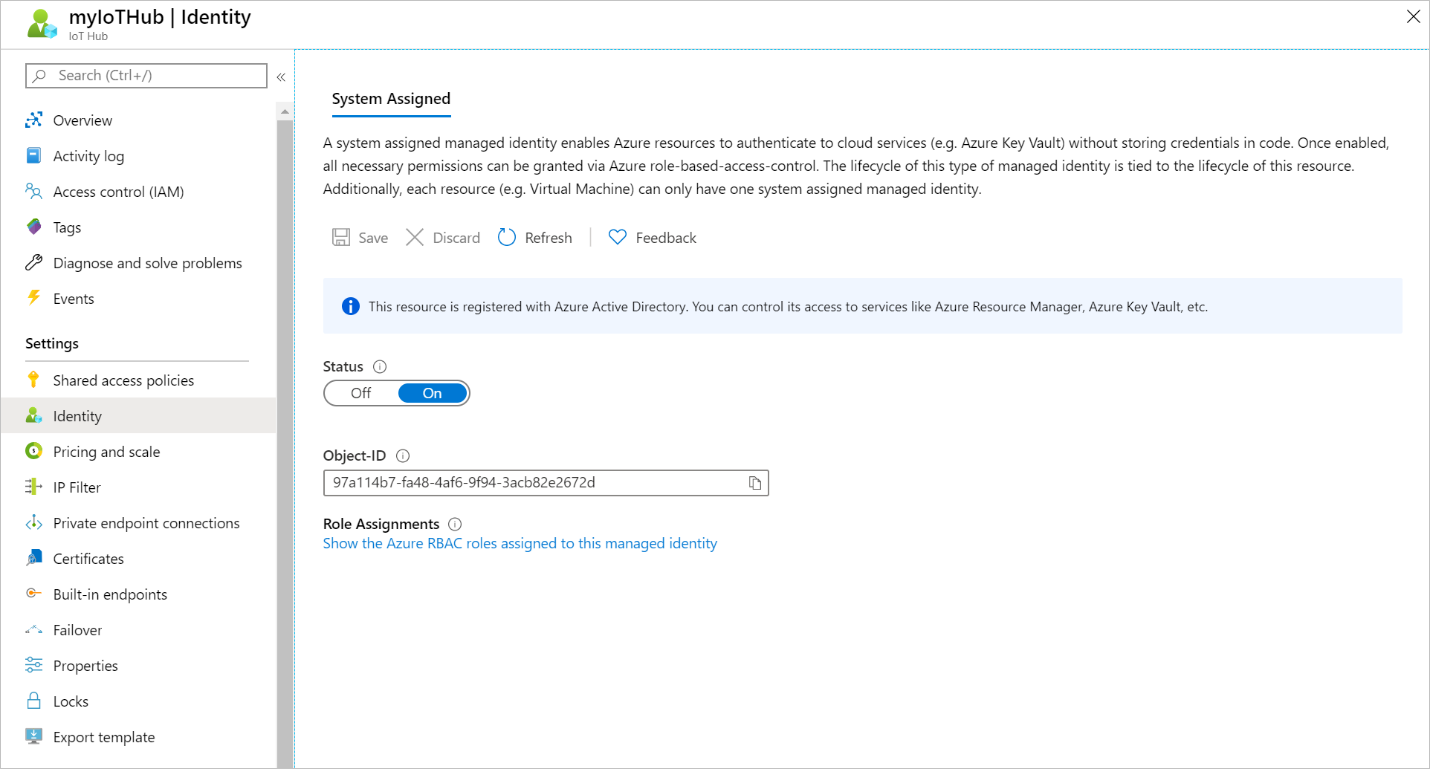 myIoTHub | Identity
IoT Hub
Search (Ctrl+/)
«
Overview
Activity log
Access control (IAM)
Tags
Diagnose and solve problems
Events
Settings
Shared access policies
Identity
Pricing and scale
IP Filter
Private endpoint connections
Certificates
Built-in endpoints
Failover
Properties
Locks
Export template
System Assigned
A system assigned managed identity enables Azure resources to authenticate to cloud services (e.g. Azure Key Vault) without storing credentials in code. Once enabled,
all necessary permissions can be granted via Azure role-based-access-control. The lifecycle of this type of managed identity is tied to the lifecycle of this resource.
Additionally, each resource (e.g. Virtual Machine) can only have one system assigned managed identity.
Save Discard Refresh | Feedback
This resource is registered with Azure Active Directory. You can control its access to services like Azure Resource Manager, Azure Key Vault, etc.
Status
Off On
Object-ID
97a114b7-fa48-4af6-9f94-3acb82e2672d
Role Assignments
Show the Azure RBAC roles assigned to this managed identity